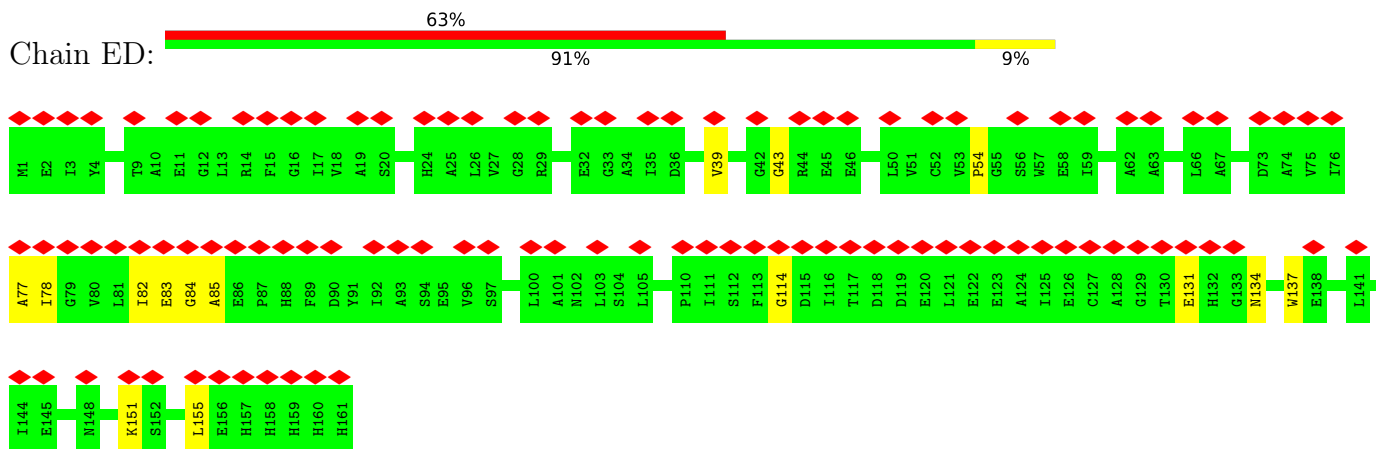 63%
Chain ED:
91% 9%
M1 E2 I3 Y4 T9 A10 E11 G12 L13 R14 F15 G16 I17 V18 A19 S20 H24 A25 L26 V27 G28 R29 E32 G33 A34 I35 D36 V39 G42 G43 R44 E45 E46 L50 V51 C52 V53 P54 G55 S56 W57 E58 I59 A62 A63 L66 A67 D73 A74 V75 I76
A77 I78 G79 V80 L81 I82 E83 G84 A85 E86 P87 H88 F89 D90 Y91 I92 A93 S94 E95 V96 S97 L100 A101 N102 L103 S104 L105 P110 I111 S112 F113 G114 D115 I116 T117 D118 D119 E120 L121 E122 E123 A124 I125 E126 C127 A128 G129 T130 E131 H132 G133 N134 W137 E138 L141
I144 E145 N148 K151 S152 L155 E156 H157 H158 H159 H160 H161